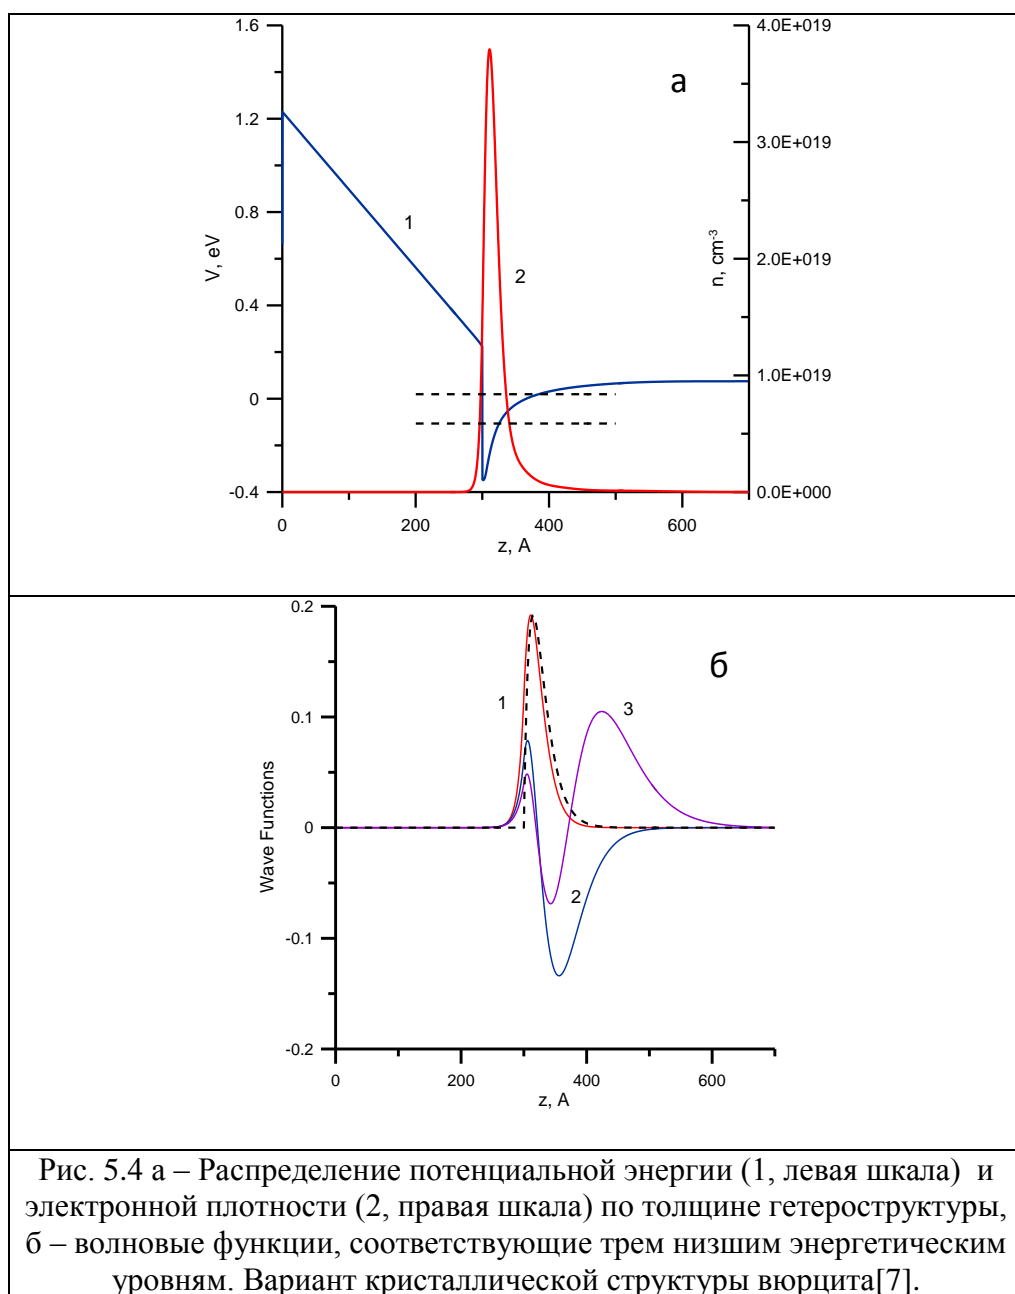 1.6
1.2
0.8
0.4
0
-0.4
V, eV
4.0E+019
3.0E+019
2.0E+019
1.0E+019
0.0E+000
n, cm-3
а
1
2
0 200 400 600
z, A
0.2
0.1
0
-0.1
-0.2
Wave Functions
б
1
3
2
0 200 400 600
z, A
Рис. 5.4 а – Распределение потенциальной энергии (1, левая шкала) и
электронной плотности (2, правая шкала) по толщине гетероструктуры,
б – волновые функции, соответствующие трем низшим энергетическим
уровням. Вариант кристаллической структуры вюрцита[7].